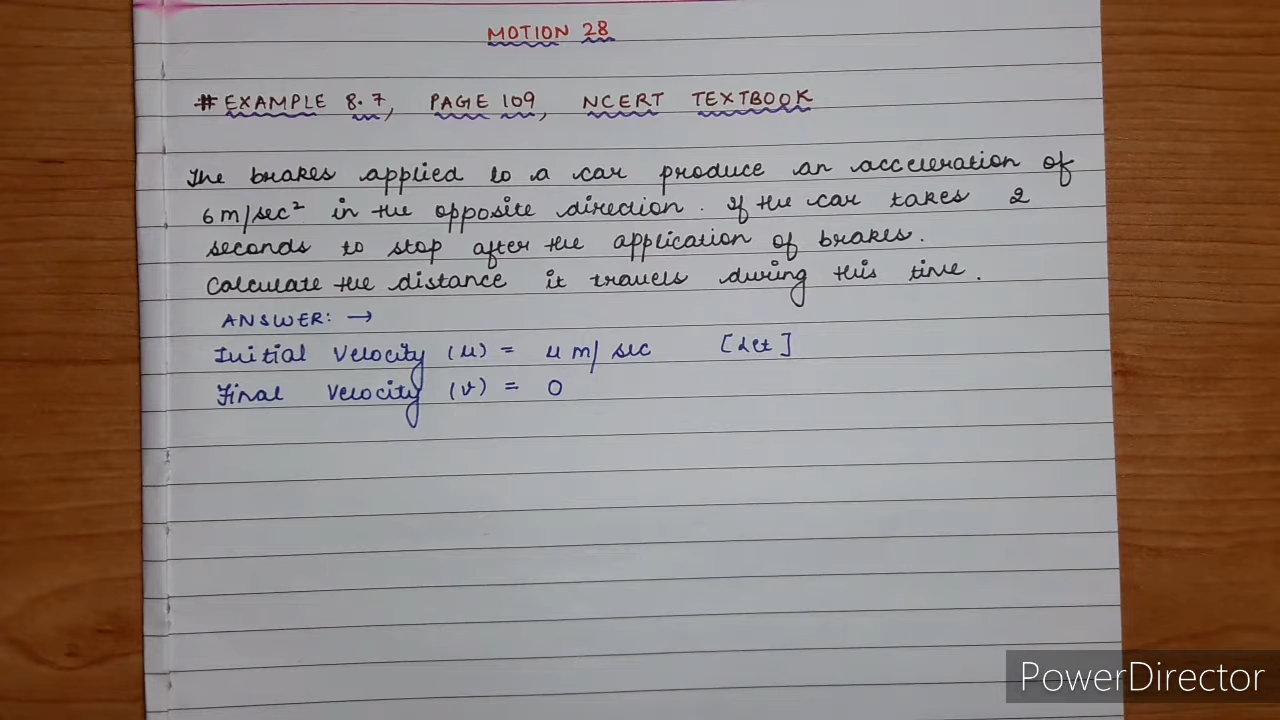 MOTION 28
# EXAMPLE 8.7, PAGE 109, NCERT TEXTBOOK
The brakes applied to a car produce an acceleration of
6 m/sec² in the opposite direction. If the car takes 2
seconds to stop after the application of brakes.
Calculate the distance it travels during this time.
ANSWER: →
Initial Velocity (u) = u m/sec [Let]
Final Velocity (v) = 0
PowerDirector